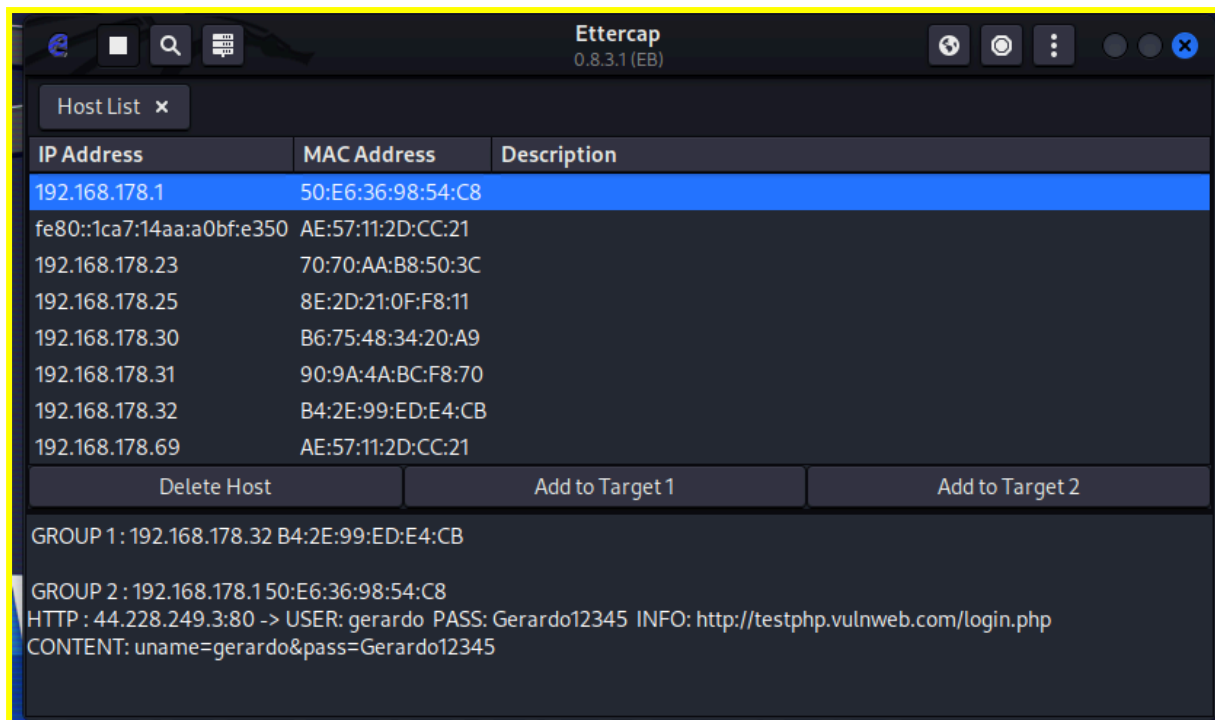 Ettercap
0.8.3.1 (EB)
Host List ×
IP Address MAC Address Description
192.168.178.1 50:E6:36:98:54:C8
fe80::1ca7:14aa:a0bf:e350 AE:57:11:2D:CC:21
192.168.178.23 70:70:AA:B8:50:3C
192.168.178.25 8E:2D:21:0F:F8:11
192.168.178.30 B6:75:48:34:20:A9
192.168.178.31 90:9A:4A:BC:F8:70
192.168.178.32 B4:2E:99:ED:E4:CB
192.168.178.69 AE:57:11:2D:CC:21
Delete Host Add to Target 1 Add to Target 2
GROUP 1 : 192.168.178.32 B4:2E:99:ED:E4:CB
GROUP 2 : 192.168.178.1 50:E6:36:98:54:C8
HTTP : 44.228.249.3:80 -> USER: gerardo PASS: Gerardo12345 INFO: http://testphp.vulnweb.com/login.php
CONTENT: uname=gerardo&pass=Gerardo12345